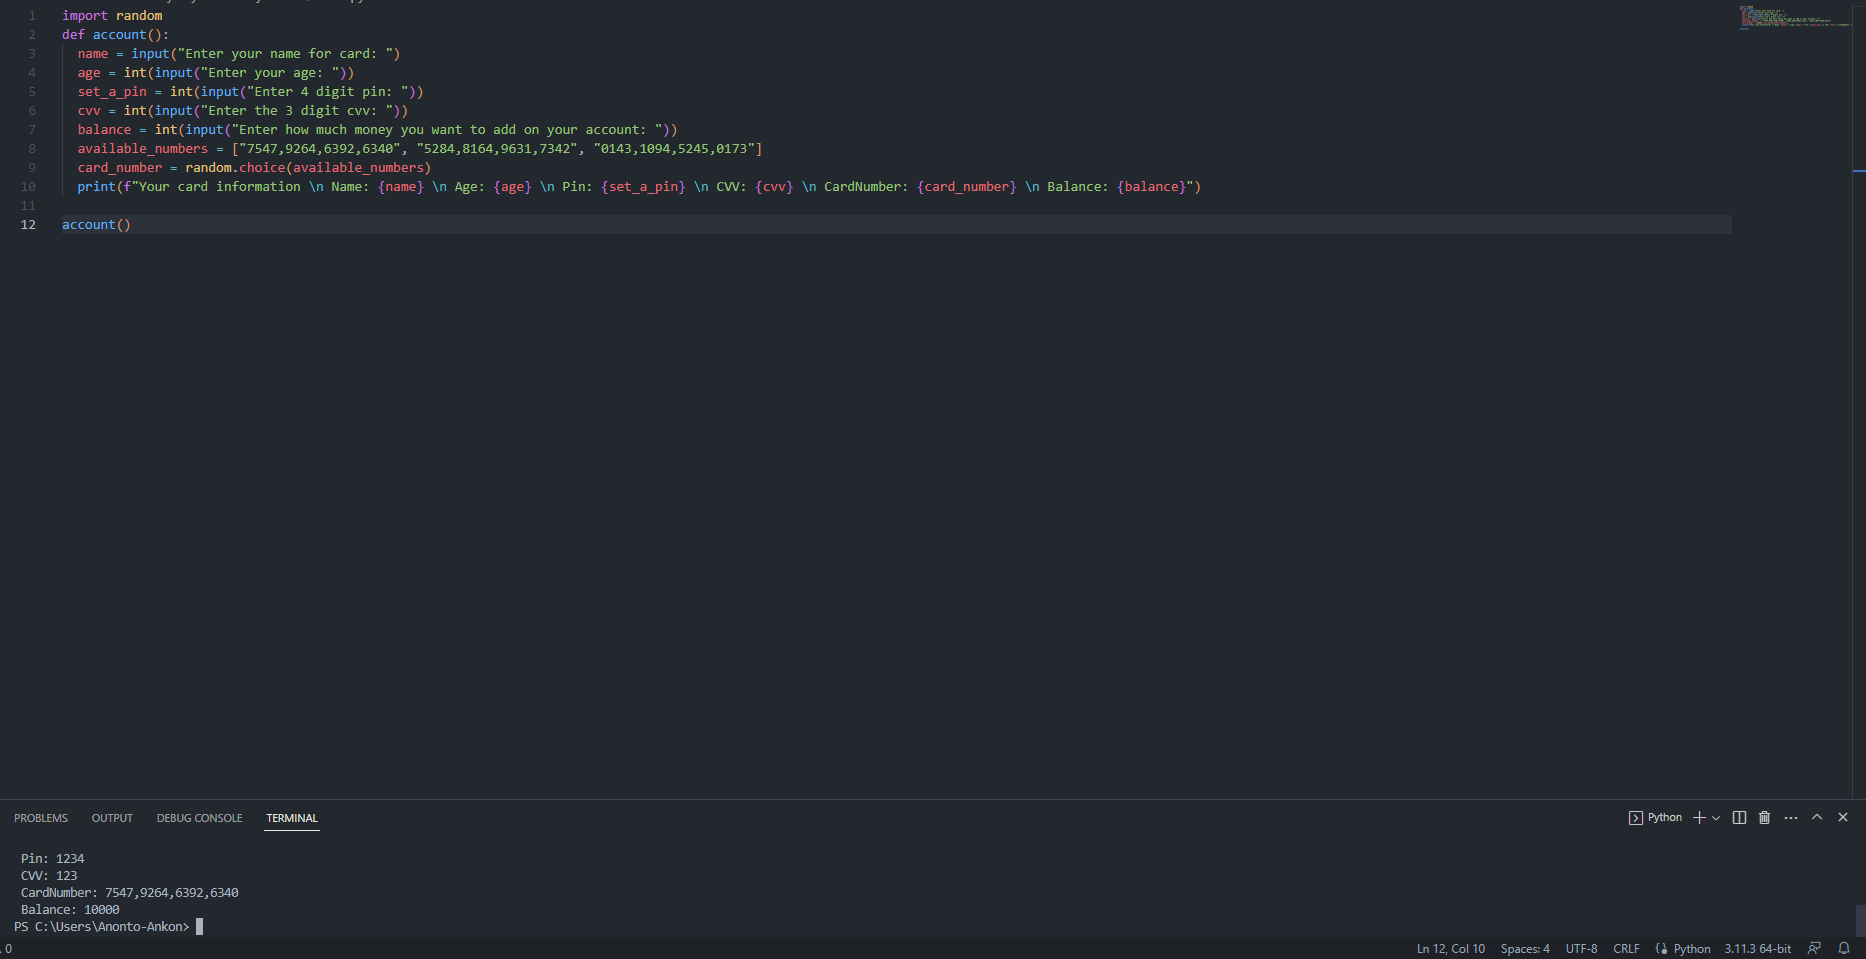 1 import random
2 def account():
3 name = input("Enter your name for card: ")
4 age = int(input("Enter your age: "))
5 set_a_pin = int(input("Enter 4 digit pin: "))
6 cvv = int(input("Enter the 3 digit cvv: "))
7 balance = int(input("Enter how much money you want to add on your account: "))
8 available_numbers = ["7547,9264,6392,6340", "5284,8164,9631,7342", "0143,1094,5245,0173"]
9 card_number = random.choice(available_numbers)
10 print(f"Your card information \n Name: {name} \n Age: {age} \n Pin: {set_a_pin} \n CVV: {cvv} \n CardNumber: {card_number} \n Balance: {balance}")
11
12 account()
PROBLEMS OUTPUT DEBUG CONSOLE TERMINAL Python
Pin: 1234
CVV: 123
CardNumber: 7547,9264,6392,6340
Balance: 10000
PS C:\Users\Anonto-Ankon>
0 Ln 12, Col 10 Spaces: 4 UTF-8 CRLF Python 3.11.3 64-bit